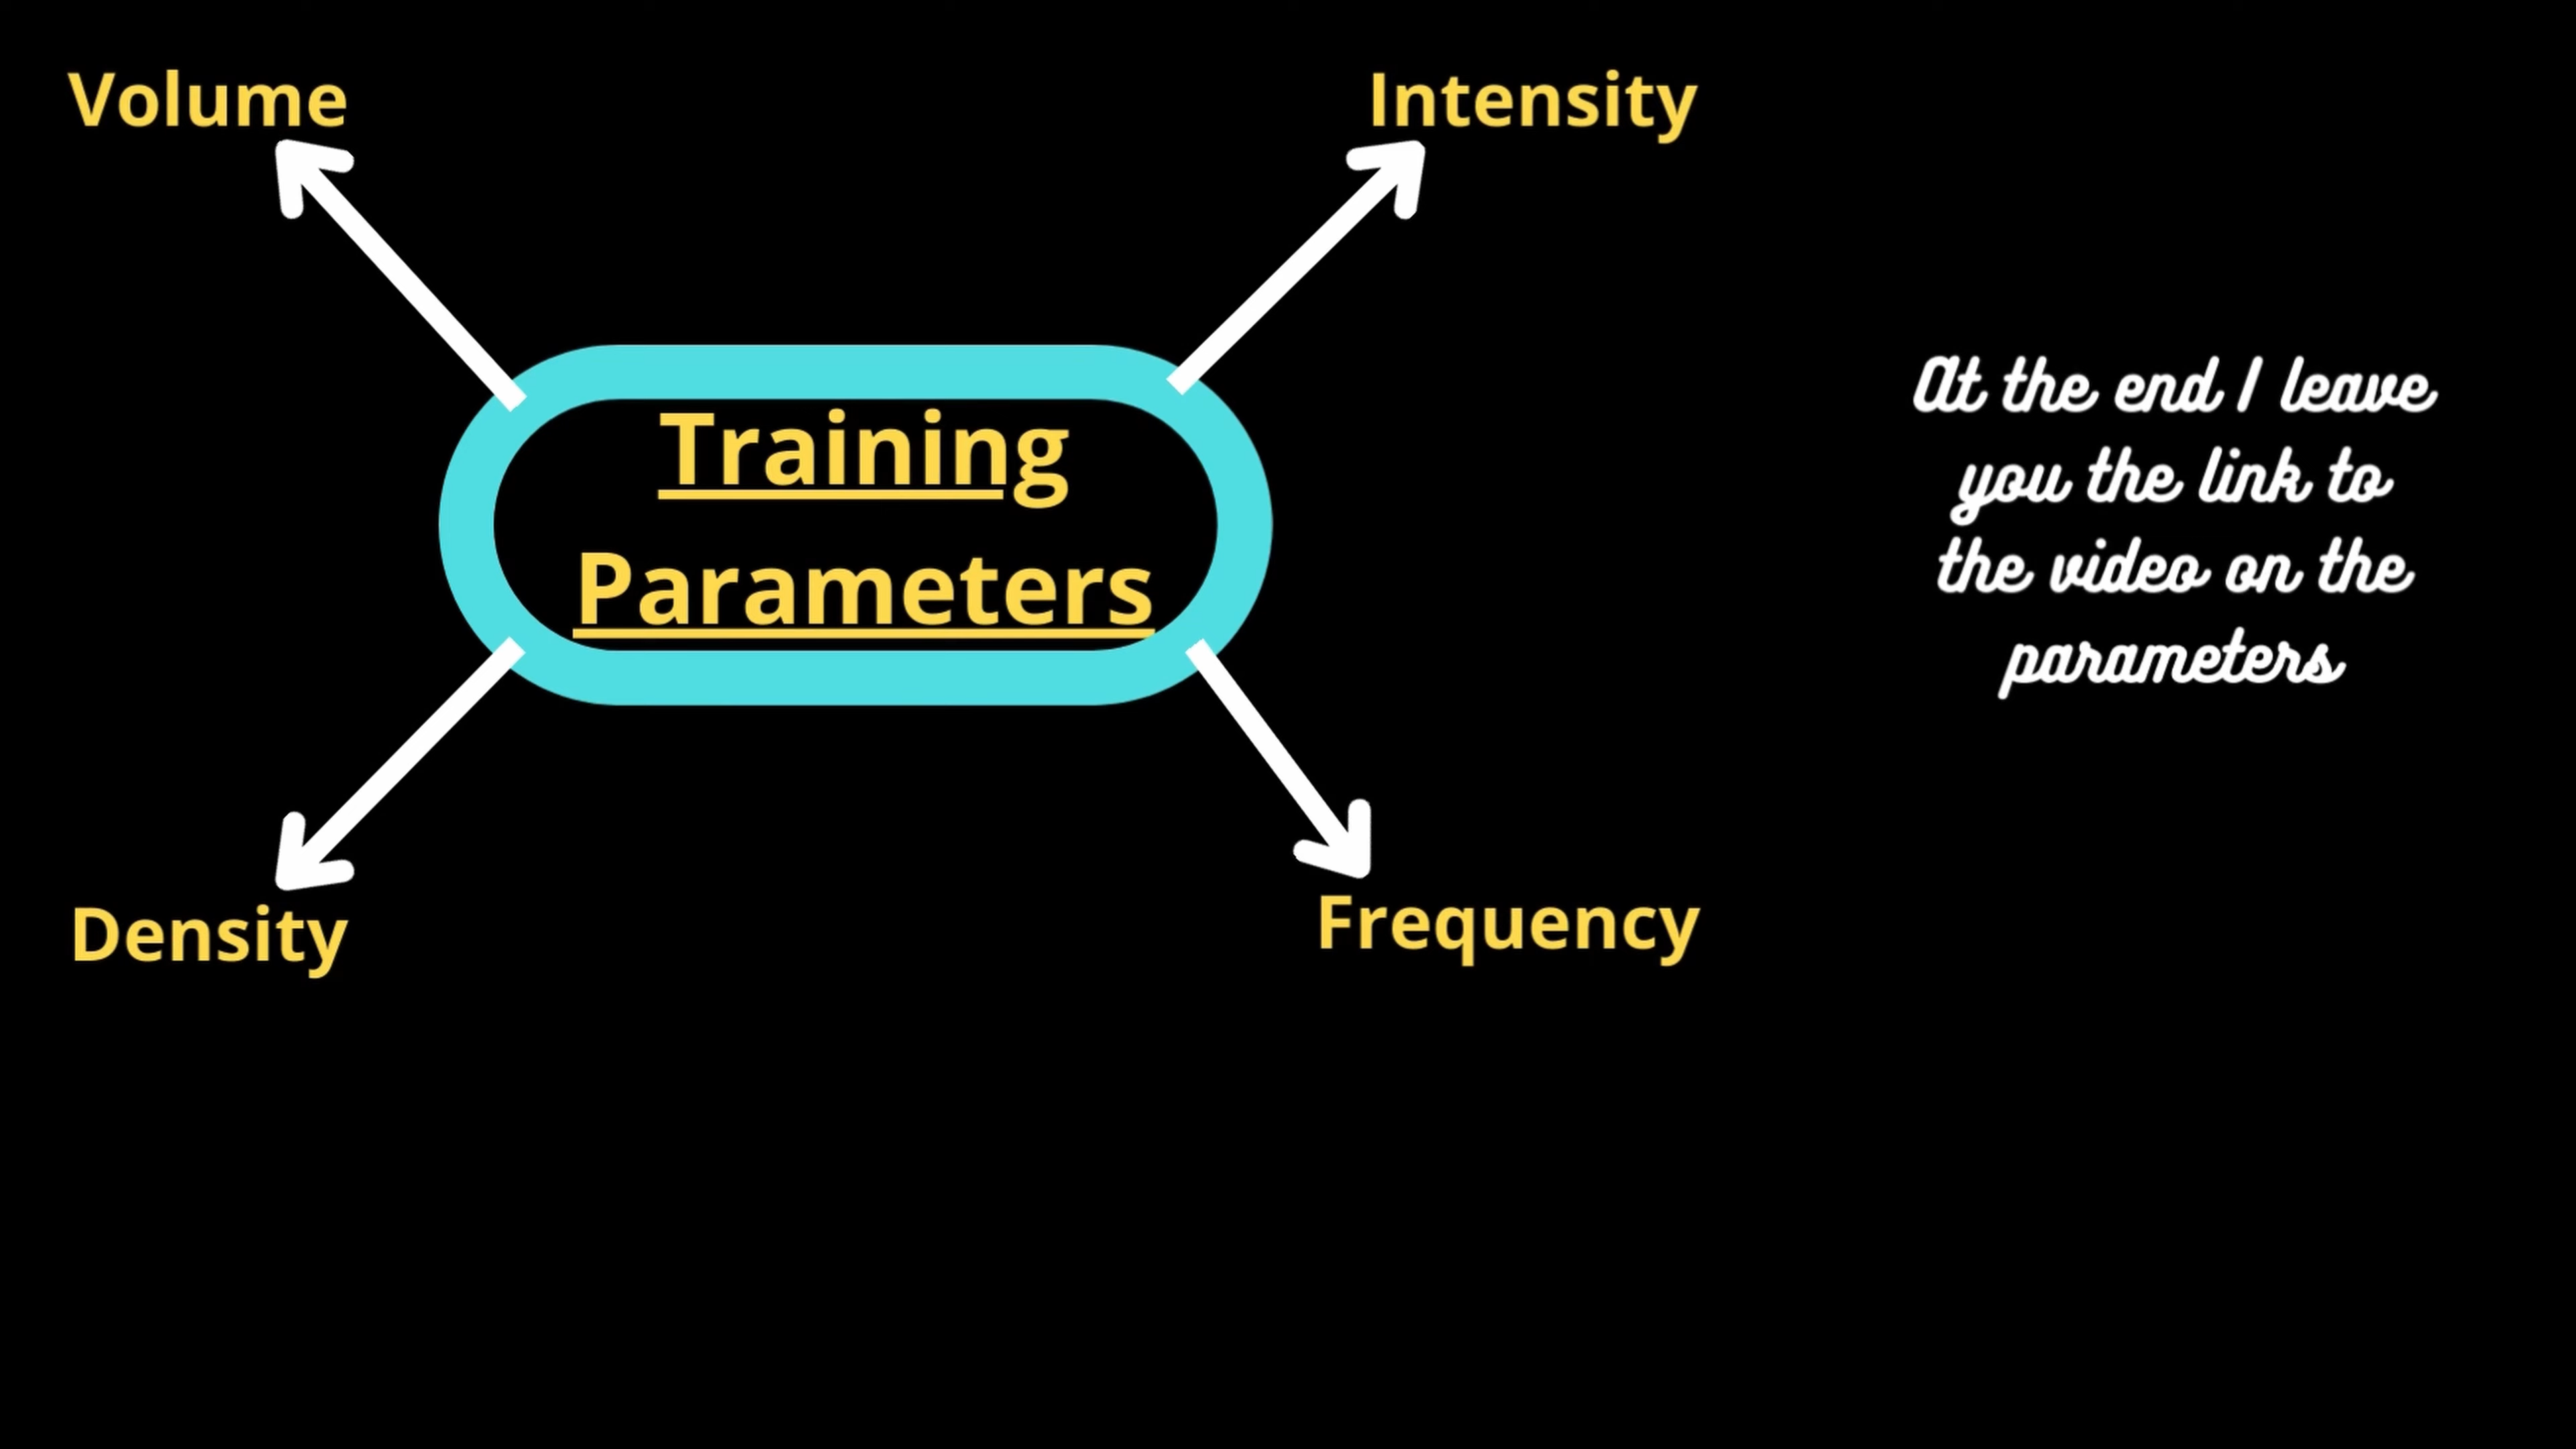 Volume
Intensity
Training
Parameters
At the end I leave
you the link to
the video on the
parameters
Density
Frequency